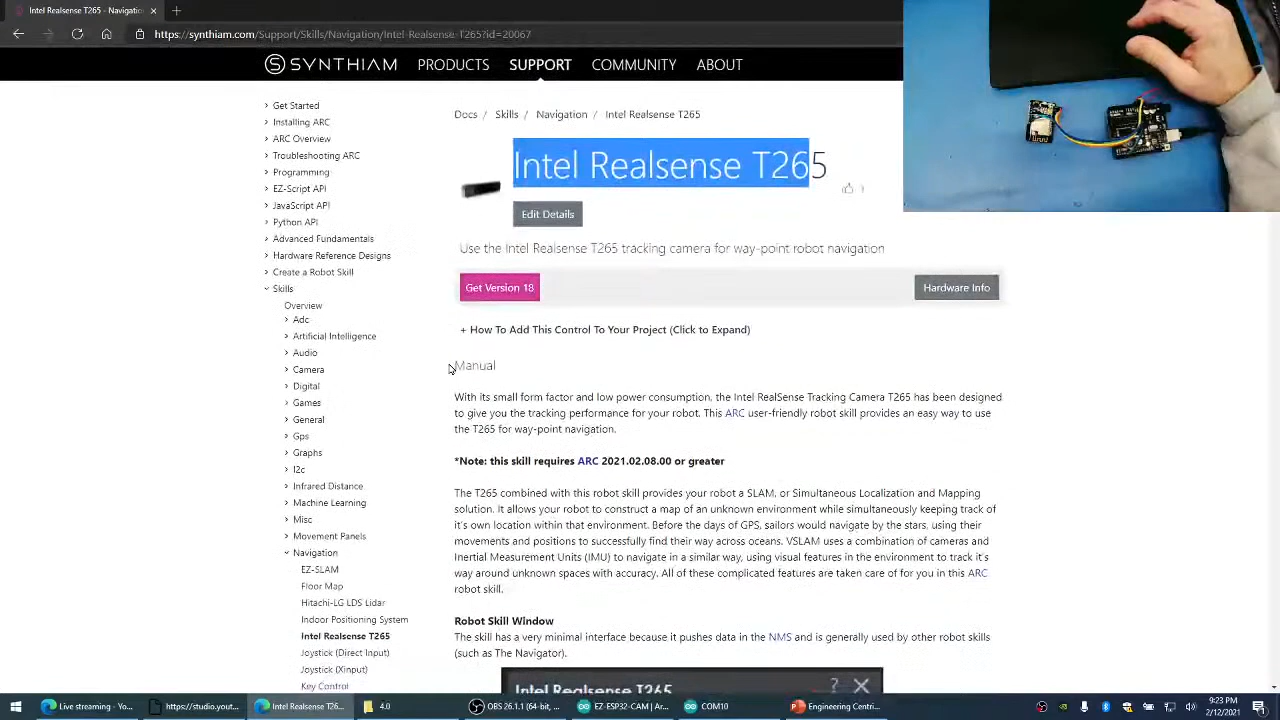 Intel Realsense T265 - Navigatio
https://synthiam.com/Support/Skills/Navigation/Intel-Realsense-T265?id=20067
SYNTHIAM PRODUCTS SUPPORT COMMUNITY ABOUT
Get Started
Installing ARC
ARC Overview
Troubleshooting ARC
Programming
EZ-Script API
JavaScript API
Python API
Advanced Fundamentals
Hardware Reference Designs
Create a Robot Skill
Skills
Overview
Adc
Artificial Intelligence
Audio
Camera
Digital
Games
General
Gps
Graphs
I2c
Infrared Distance
Machine Learning
Misc
Movement Panels
Navigation
EZ-SLAM
Floor Map
Hitachi-LG LDS Lidar
Indoor Positioning System
Intel Realsense T265
Joystick (Direct Input)
Joystick (Xinput)
Key Control
Docs / Skills / Navigation / Intel Realsense T265
Intel Realsense T265
Edit Details
Use the Intel Realsense T265 tracking camera for way-point robot navigation
Get Version 18
Hardware Info
+ How To Add This Control To Your Project (Click to Expand)
Manual
With its small form factor and low power consumption, the Intel RealSense Tracking Camera T265 has been designed
to give you the tracking performance for your robot. This ARC user-friendly robot skill provides an easy way to use
the T265 for way-point navigation.
*Note: this skill requires ARC 2021.02.08.00 or greater
The T265 combined with this robot skill provides your robot a SLAM, or Simultaneous Localization and Mapping
solution. It allows your robot to construct a map of an unknown environment while simultaneously keeping track of
it's own location within that environment. Before the days of GPS, sailors would navigate by the stars, using their
movements and positions to successfully find their way across oceans. VSLAM uses a combination of cameras and
Inertial Measurement Units (IMU) to navigate in a similar way, using visual features in the environment to track it's
way around unknown spaces with accuracy. All of these complicated features are taken care of for you in this ARC
robot skill.
Robot Skill Window
The skill has a very minimal interface because it pushes data in the NMS and is generally used by other robot skills
(such as The Navigator).
Intel Realsense T265 ?
Live streaming - Yo...
https://studio.yout...
Intel Realsense T26...
4.0
OBS 26.1.1 (64-bit, ...
EZ-ESP32-CAM | Ar...
COM10
Engineering Centri...
9:23 PM
2/12/2021